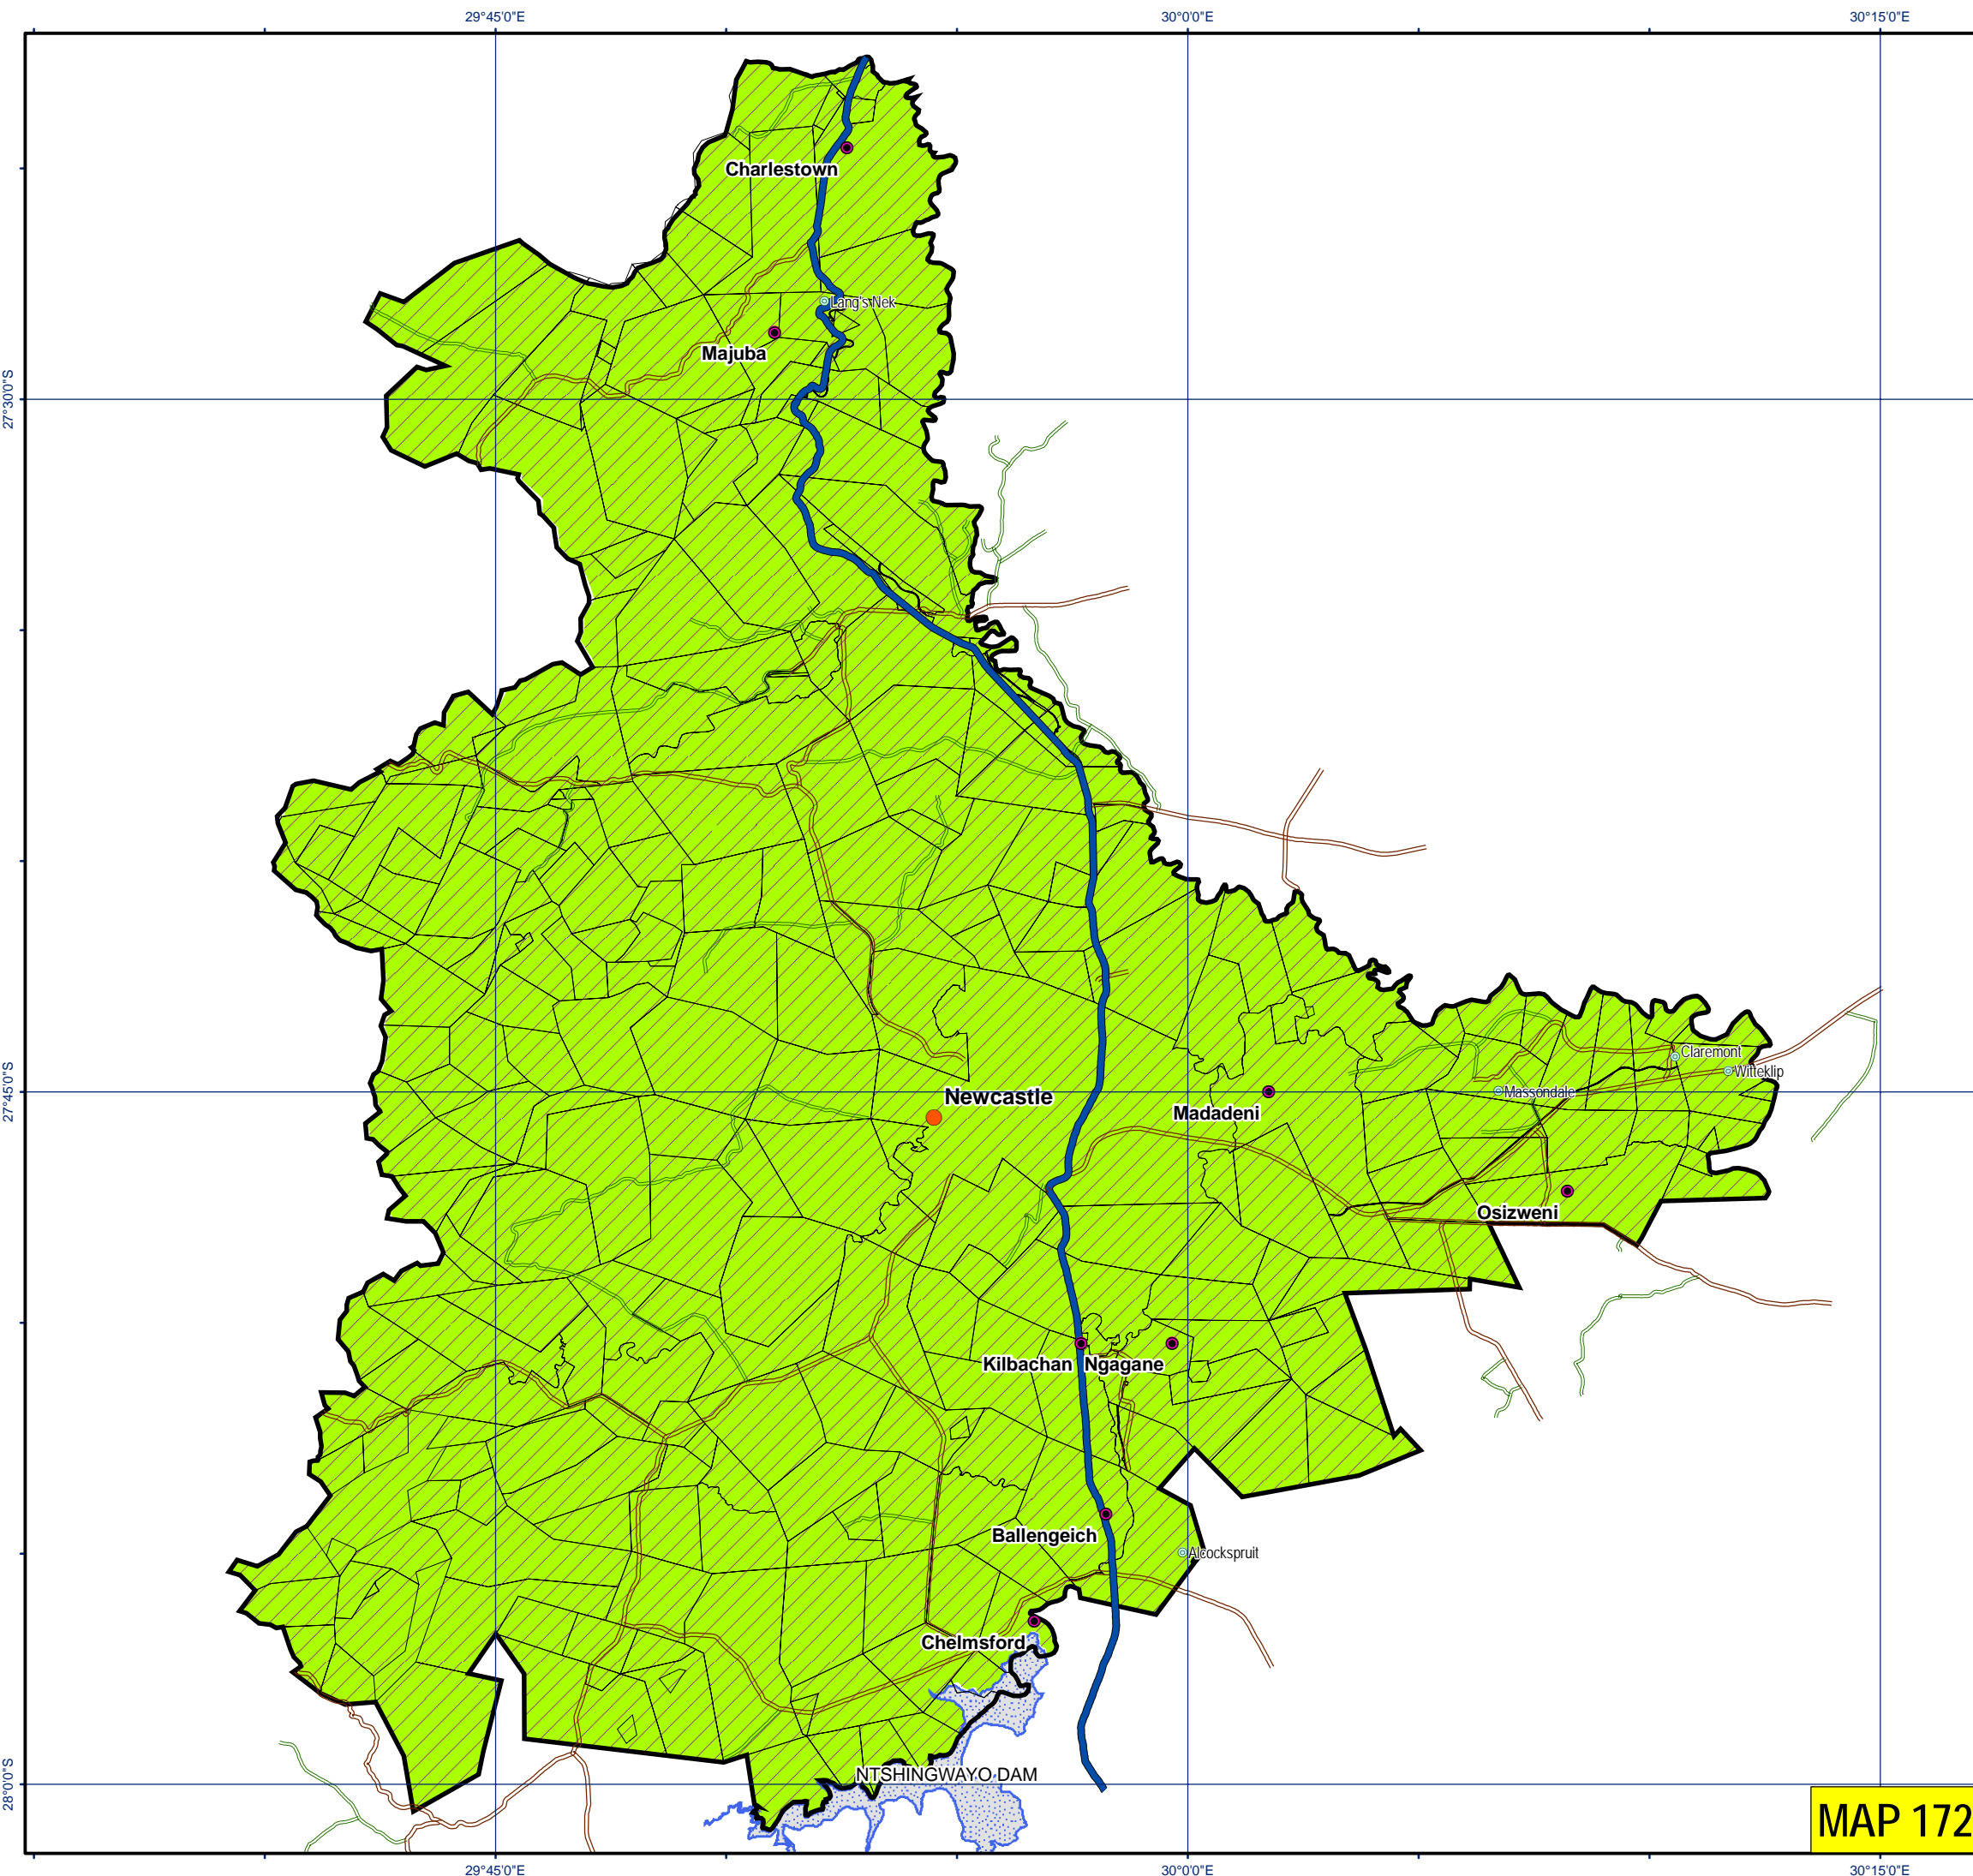 29°45'0"E
30°0'0"E
30°15'0"E
Charlestown
Lang's Nek
Majuba
27°30'0"S
Claremont
Witteklip
27°45'0"S
Massondale
Newcastle
Madadeni
Osizweni
Kilbachan
Ngagane
Ballengeich
Alcockspruit
Chelmsford
NTSHINGWAYO DAM
28°0'0"S
MAP 172
29°45'0"E
30°0'0"E
30°15'0"E